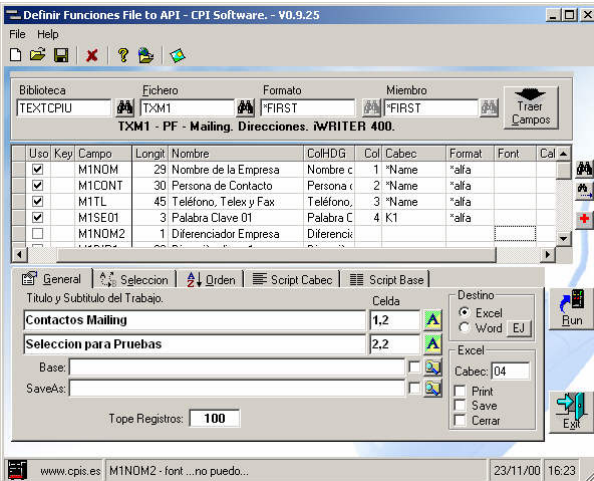 Definir Funciones File to API - CPI Software. - V0.9.25
File Help
Biblioteca Fichero Formato Miembro
TEXTCPIU TXM1 *FIRST *FIRST Traer Campos
TXM1 - PF - Mailing. Direcciones. iWRITER 400.
Uso Key Campo Longit Nombre ColHDG Col Cabec Format Font Cal
M1NOM 29 Nombre de la Empresa Nombre c 1 *Name *alfa
M1CONT 30 Persona de Contacto Persona c 2 *Name *alfa
M1TL 45 Teléfono, Telex y Fax Teléfono, 3 *Name *alfa
M1SE01 3 Palabra Clave 01 Palabra C 4 K1 *alfa
M1NOM2 1 Diferenciador Empresa Diferencia
General Seleccion Orden Script Cabec Script Base
Titulo y Subtitulo del Trabajo. Celda Destino
Contactos Mailing 1,2 A Excel
Word EJ
Run
Seleccion para Pruebas 2,2 A Excel
Base: Cabec: 04
SaveAs: Print
Save
Tope Registros: 100 Cerrar
Exit
www.cpis.es M1NOM2 - font ...no puedo... 23/11/00 16:23